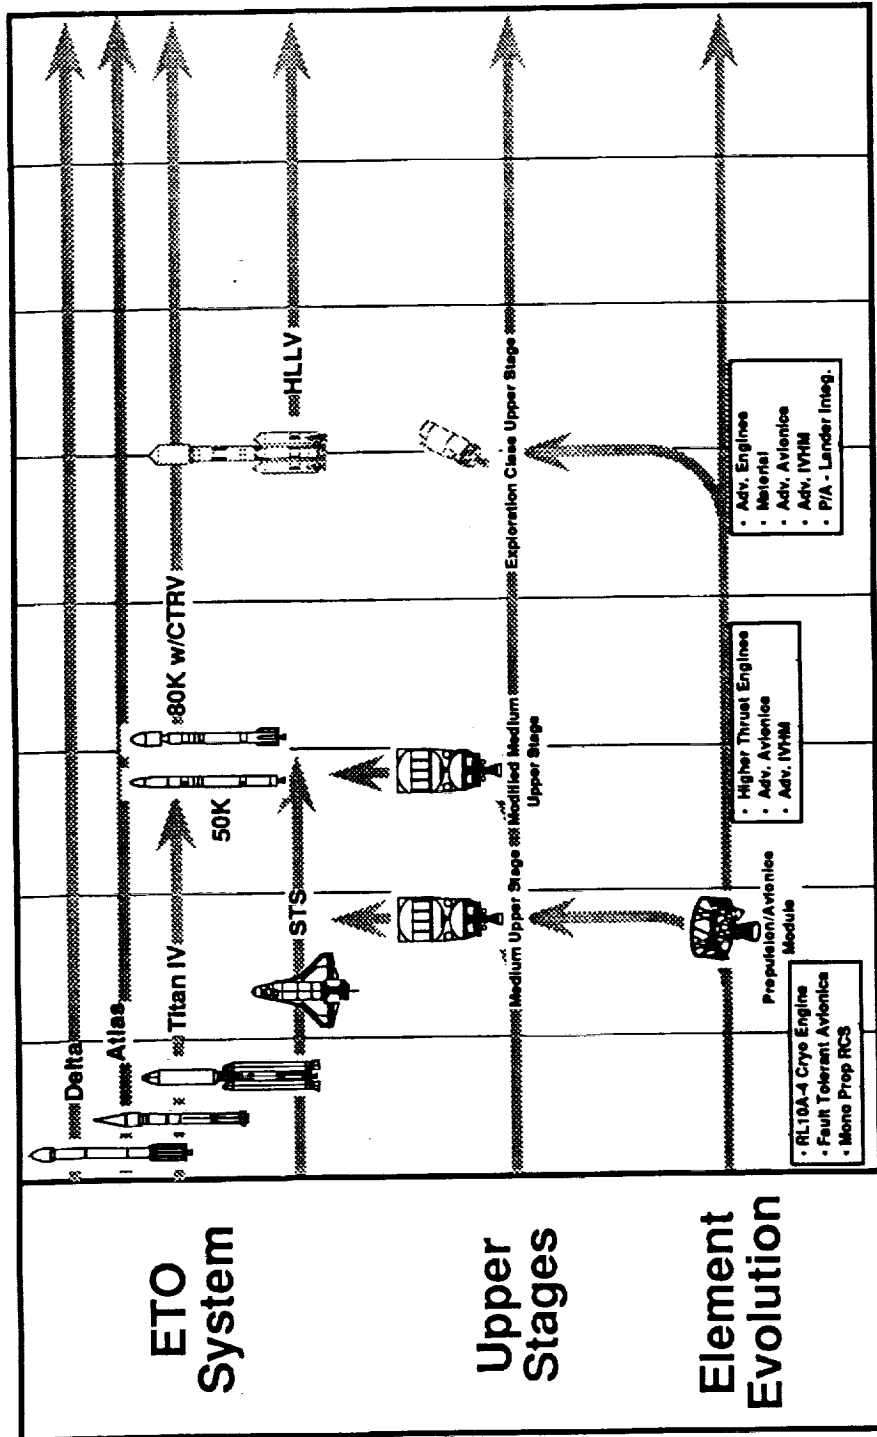 ETO
System
Delta
Atlas
Titan IV
50K
80K w/CTRV
STS
HLLV
Upper
Stages
Medium Upper Stage
Modified Medium
Upper Stage
Exploration Class Upper Stage
Element
Evolution
Propulsion/Avionics
Module
• RL10A-4 Cryo Engine
• Fault Tolerant Avionics
• Mono Prop RCS
• Higher Thrust Engines
• Adv. Avionics
• Adv. IVHM
• Adv. Engines
• Material
• Adv. Avionics
• Adv. IVHM
• P/A - Lander Integ.